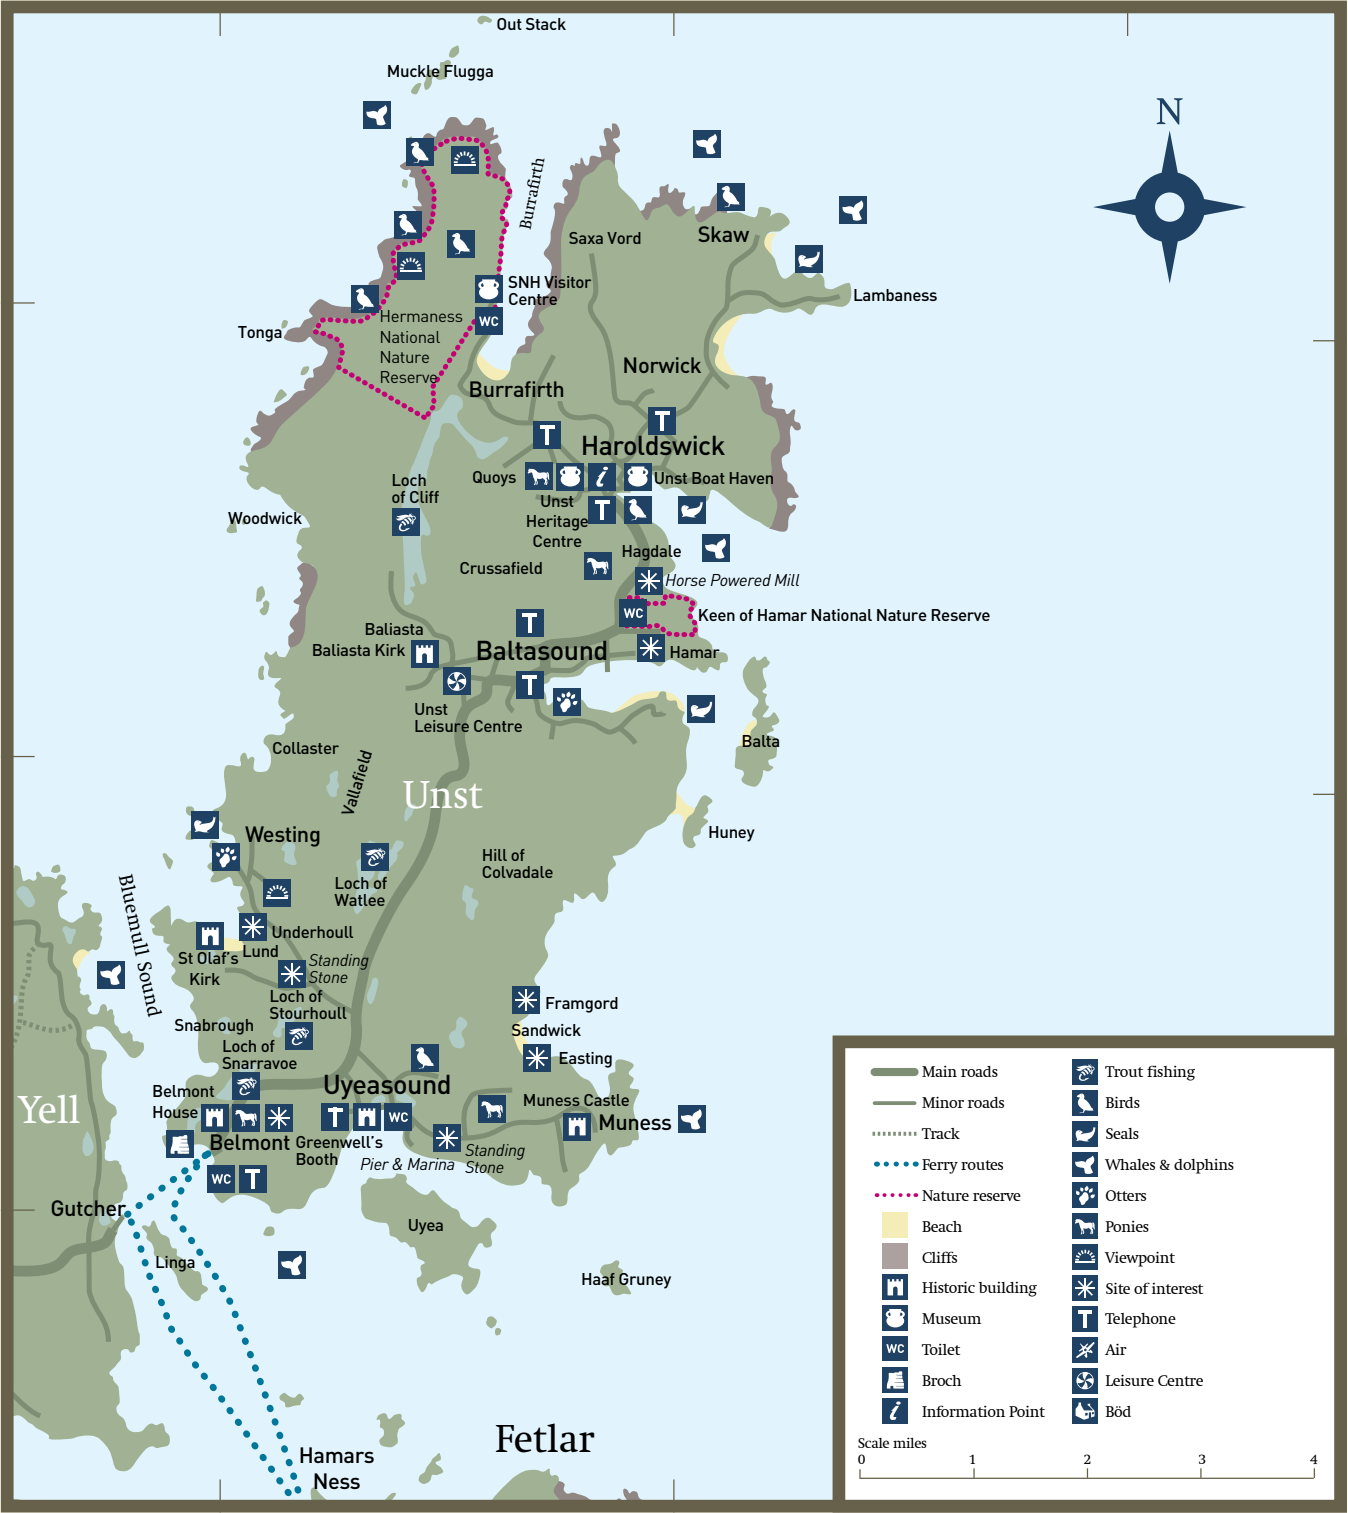 Out Stack
Muckle Flugga
N
Burrafirth
Saxa Vord
Skaw
SNH Visitor
Centre
Lambaness
WC
Tonga
Hermaness
National
Nature
Reserve
Norwick
Burrafirth
T
T
Haroldswick
Quoys
i
Unst Boat Haven
Loch
of Cliff
Unst
Heritage
Centre
T
Woodwick
Hagdale
Crussafield
Horse Powered Mill
WC
Keen of Hamar National Nature Reserve
T
Baliasta
Baliasta Kirk
Baltasound
Hamar
T
Unst
Leisure Centre
Balta
Collaster
Vallafield
Unst
Westing
Huney
Hill of
Colvadale
Loch of
Watlee
Bluemull Sound
Underhoull
Lund
St Olaf's
Kirk
Standing
Stone
Loch of
Stourhoull
Framgord
Snabrough
Sandwick
Loch of
Snarravoe
Easting
Uyeasound
Belmont
House
Yell
T
WC
Muness Castle
Muness
Belmont
Greenwell's
Booth
Pier & Marina
Standing
Stone
WC
T
Gutcher
Uyea
Linga
Haaf Gruney
Fetlar
Hamars
Ness
Main roads
Minor roads
Track
Ferry routes
Nature reserve
Beach
Cliffs
Historic building
Museum
WC Toilet
Broch
i Information Point
Trout fishing
Birds
Seals
Whales & dolphins
Otters
Ponies
Viewpoint
Site of interest
T Telephone
Air
Leisure Centre
Böd
Scale miles
0 1 2 3 4